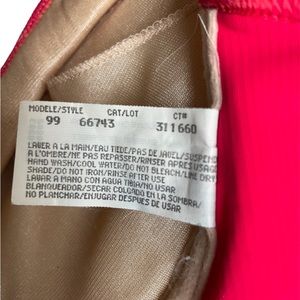 MODELE/STYLE CAT/LOT CT#
99 66743 311660
LAVER A LA MAIN/EAU TIEDE/PAS DE JAVEL/SUSPEND
A L'OMBRE/NE PAS REPASSER/RINSER APRES USAGE
HAND WASH/COOL WATER/DO NOT BLEACH/LINE DRY
SHADE/DO NOT IRON/RINSE AFTER USE
LAVAR A MANO CON AGUA TIBIA/NO USAR
BLANQUEADOR/SECAR COLGADO EN LA SOMBRA/
NO PLANCHAR/ENJUGAR DESPUES DE USAR